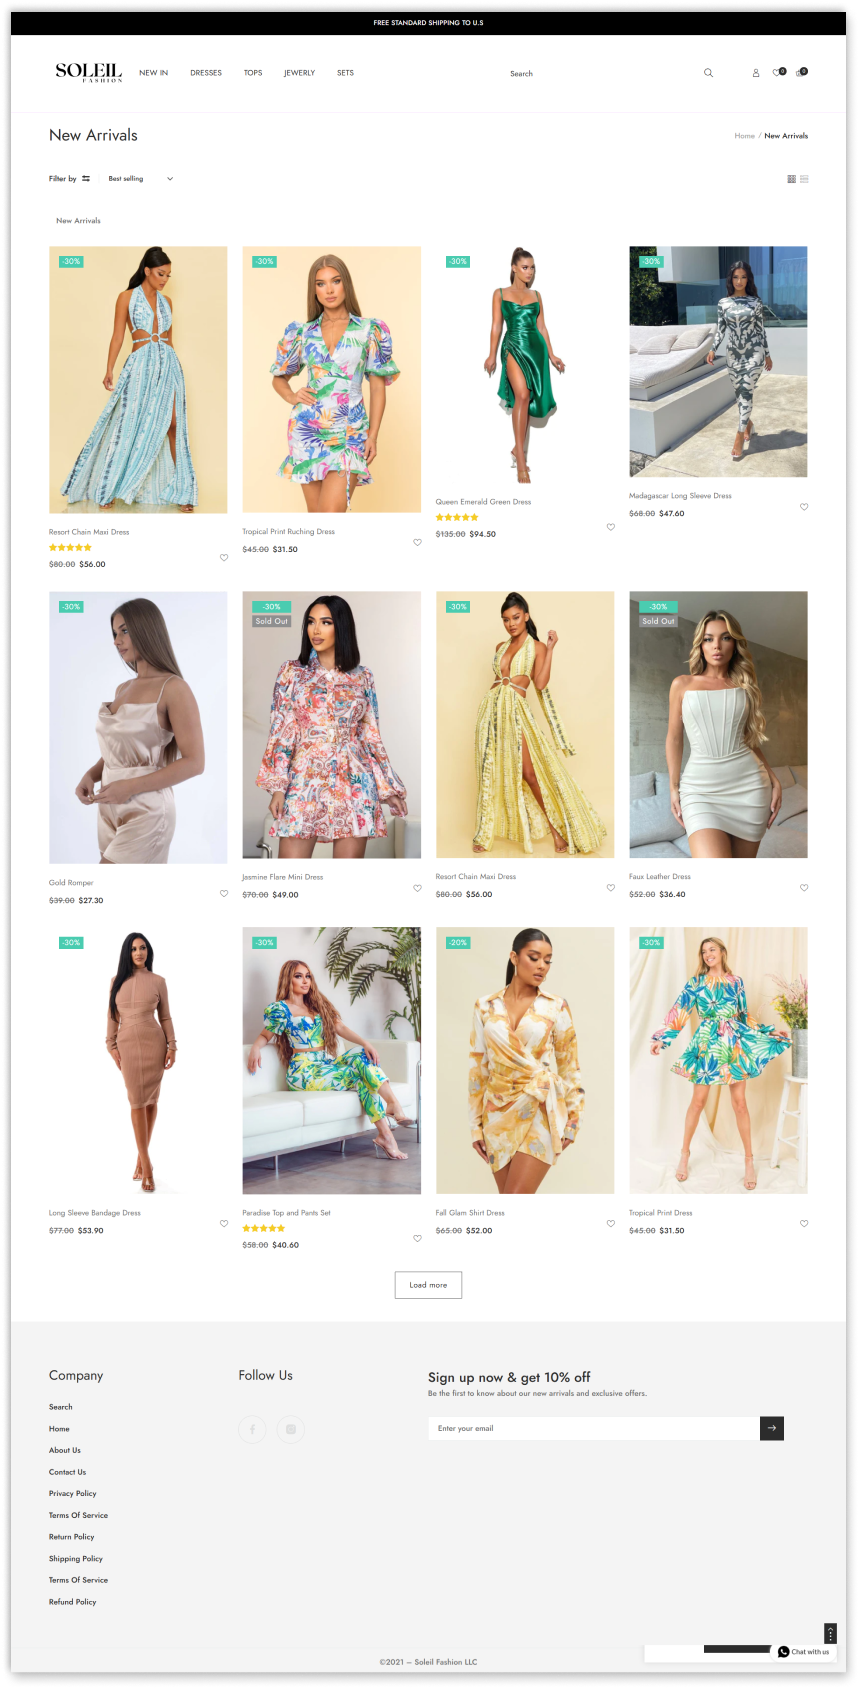 FREE STANDARD SHIPPING TO U.S
SOLEIL
FASHION
NEW IN DRESSES TOPS JEWERLY SETS
Search
0 0
New Arrivals
Home / New Arrivals
Filter by Best selling
New Arrivals
-30% -30% -30% -30%
Resort Chain Maxi Dress
$80.00 $56.00
Tropical Print Ruching Dress
$45.00 $31.50
Queen Emerald Green Dress
$135.00 $94.50
Madagascar Long Sleeve Dress
$68.00 $47.60
-30% -30% -30% -30%
Sold Out Sold Out
Gold Romper
$39.00 $27.30
Jasmine Flare Mini Dress
$70.00 $49.00
Resort Chain Maxi Dress
$80.00 $56.00
Faux Leather Dress
$52.00 $36.40
-30% -30% -20% -30%
Long Sleeve Bandage Dress
$77.00 $53.90
Paradise Top and Pants Set
$58.00 $40.60
Fall Glam Shirt Dress
$65.00 $52.00
Tropical Print Dress
$45.00 $31.50
Load more
Company
Search
Home
About Us
Contact Us
Privacy Policy
Terms Of Service
Return Policy
Shipping Policy
Terms Of Service
Refund Policy
Follow Us
Sign up now & get 10% off
Be the first to know about our new arrivals and exclusive offers.
Enter your email
Chat with us
©2021 – Soleil Fashion LLC